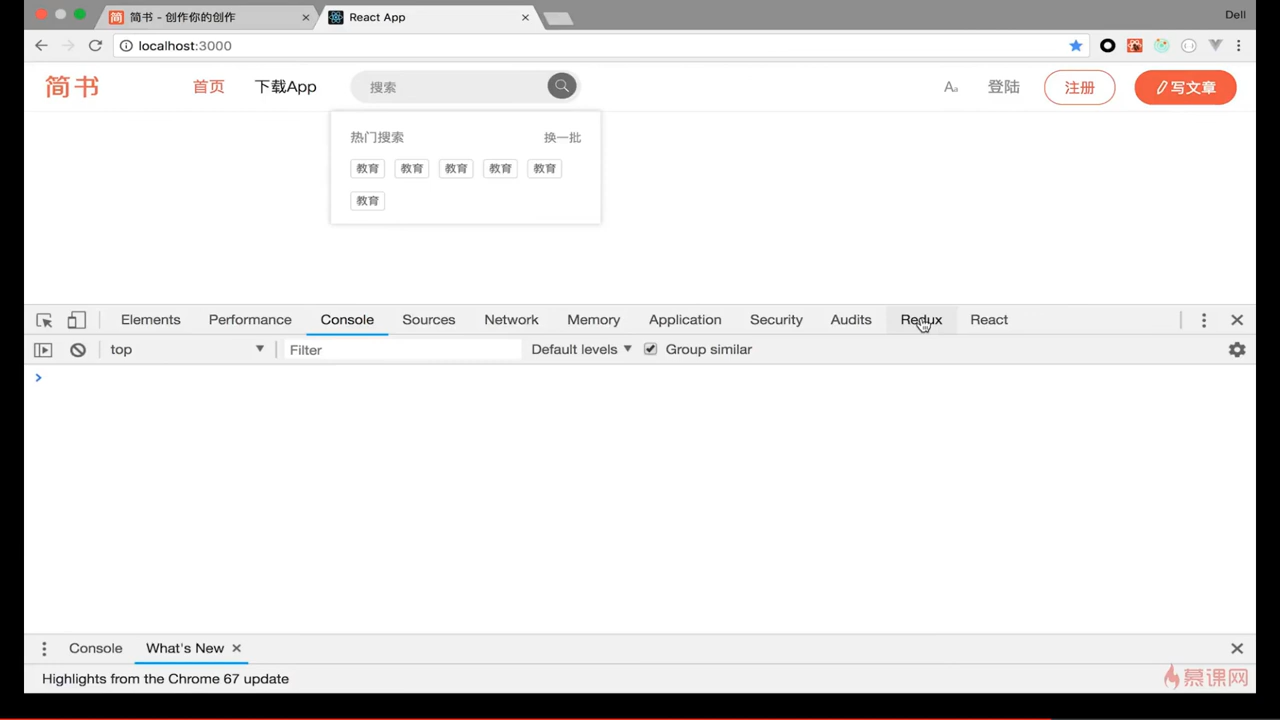 简书 - 创作你的创作
React App
Dell
localhost:3000
简书
首页
下载App
搜索
Aa
登陆
注册
写文章
热门搜索
换一批
教育 教育 教育 教育 教育
教育
Elements Performance Console Sources Network Memory Application Security Audits Redux React
top
Filter
Default levels
Group similar
Console
What's New
Highlights from the Chrome 67 update
慕课网